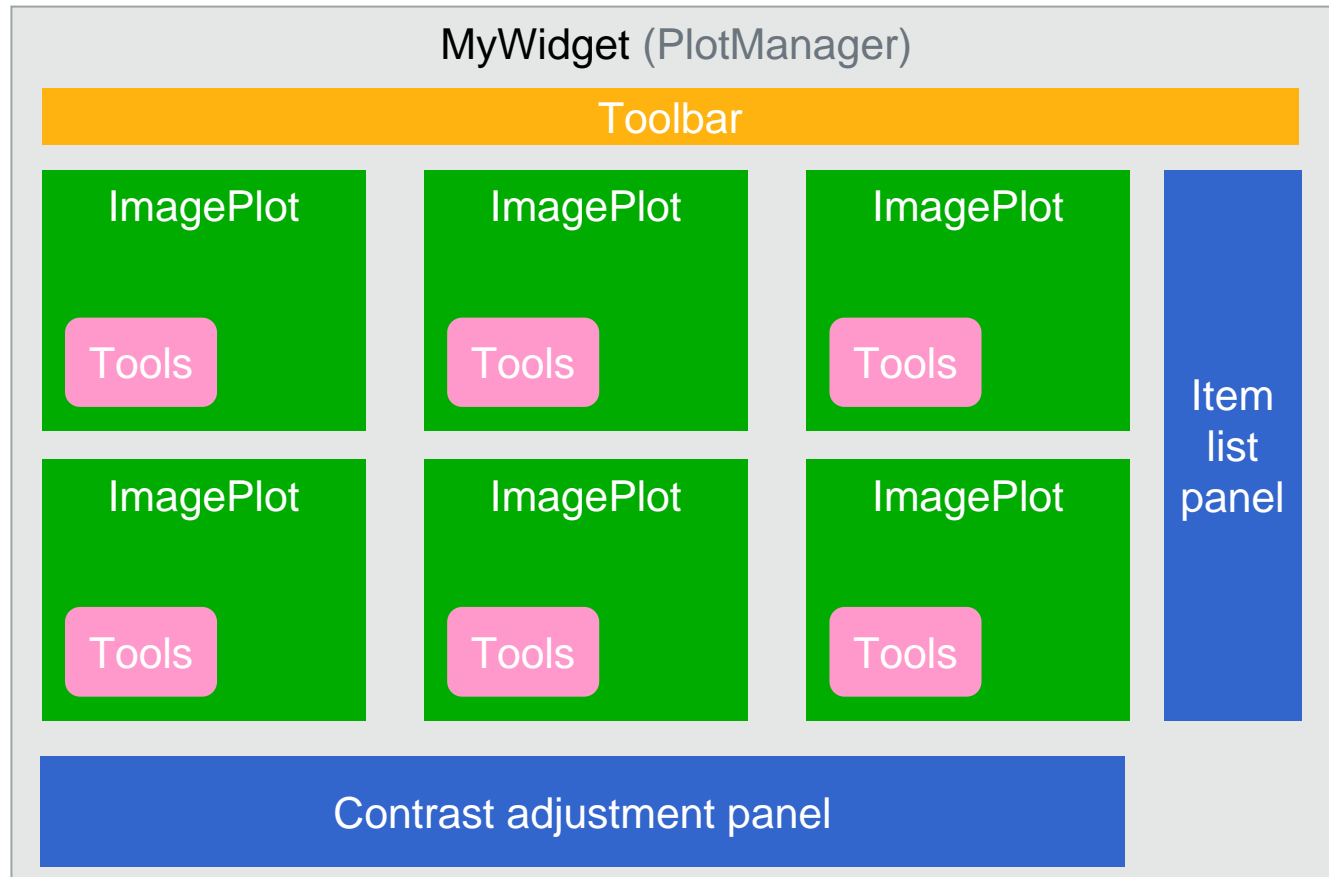 MyWidget (PlotManager)
Toolbar
ImagePlot
ImagePlot
ImagePlot
Tools
Tools
Tools
Item
list
panel
ImagePlot
ImagePlot
ImagePlot
Tools
Tools
Tools
Contrast adjustment panel